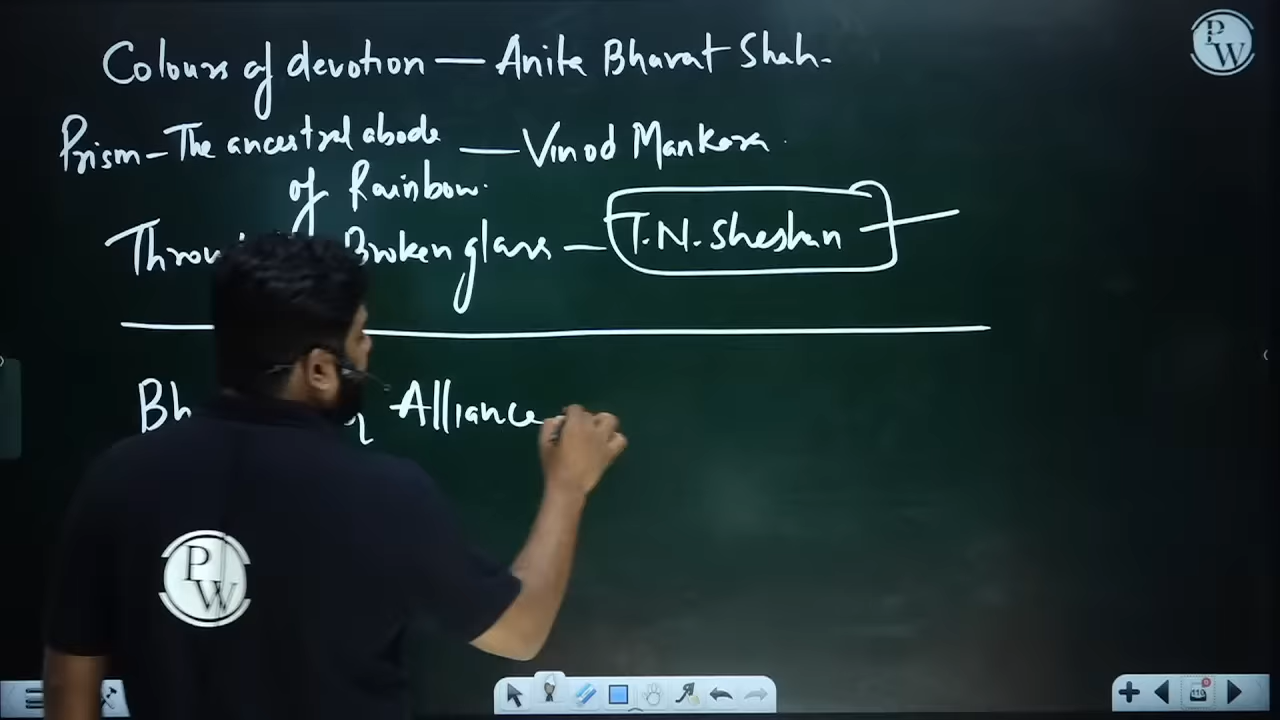 Colours of devotion — Anita Bharat Shah.
Prism - The ancestral abode — Vinod Mankara.
of Rainbow.
Broken glass — T.N. Sheshan
Alliance
PW
PW